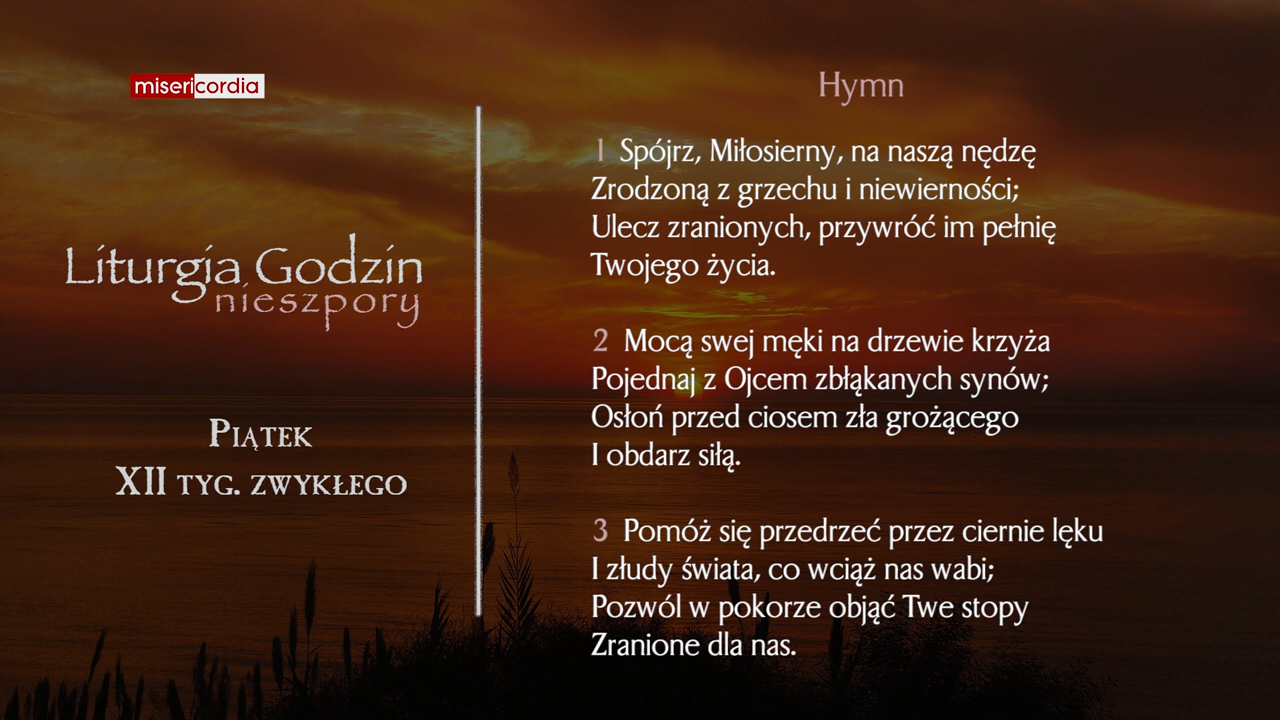 misericordia
Liturgia Godzin
nieszpory
Piątek
XII tyg. zwykłego
Hymn
1 Spójrz, Miłosierny, na naszą nędzę
Zrodzoną z grzechu i niewierności;
Ulecz zranionych, przywróć im pełnię
Twojego życia.
2 Mocą swej męki na drzewie krzyża
Pojednaj z Ojcem zbłąkanych synów;
Osłoń przed ciosem zła grożącego
I obdarz siłą.
3 Pomóż się przedrzeć przez ciernie lęku
I złudy świata, co wciąż nas wabi;
Pozwól w pokorze objąć Twe stopy
Zranione dla nas.